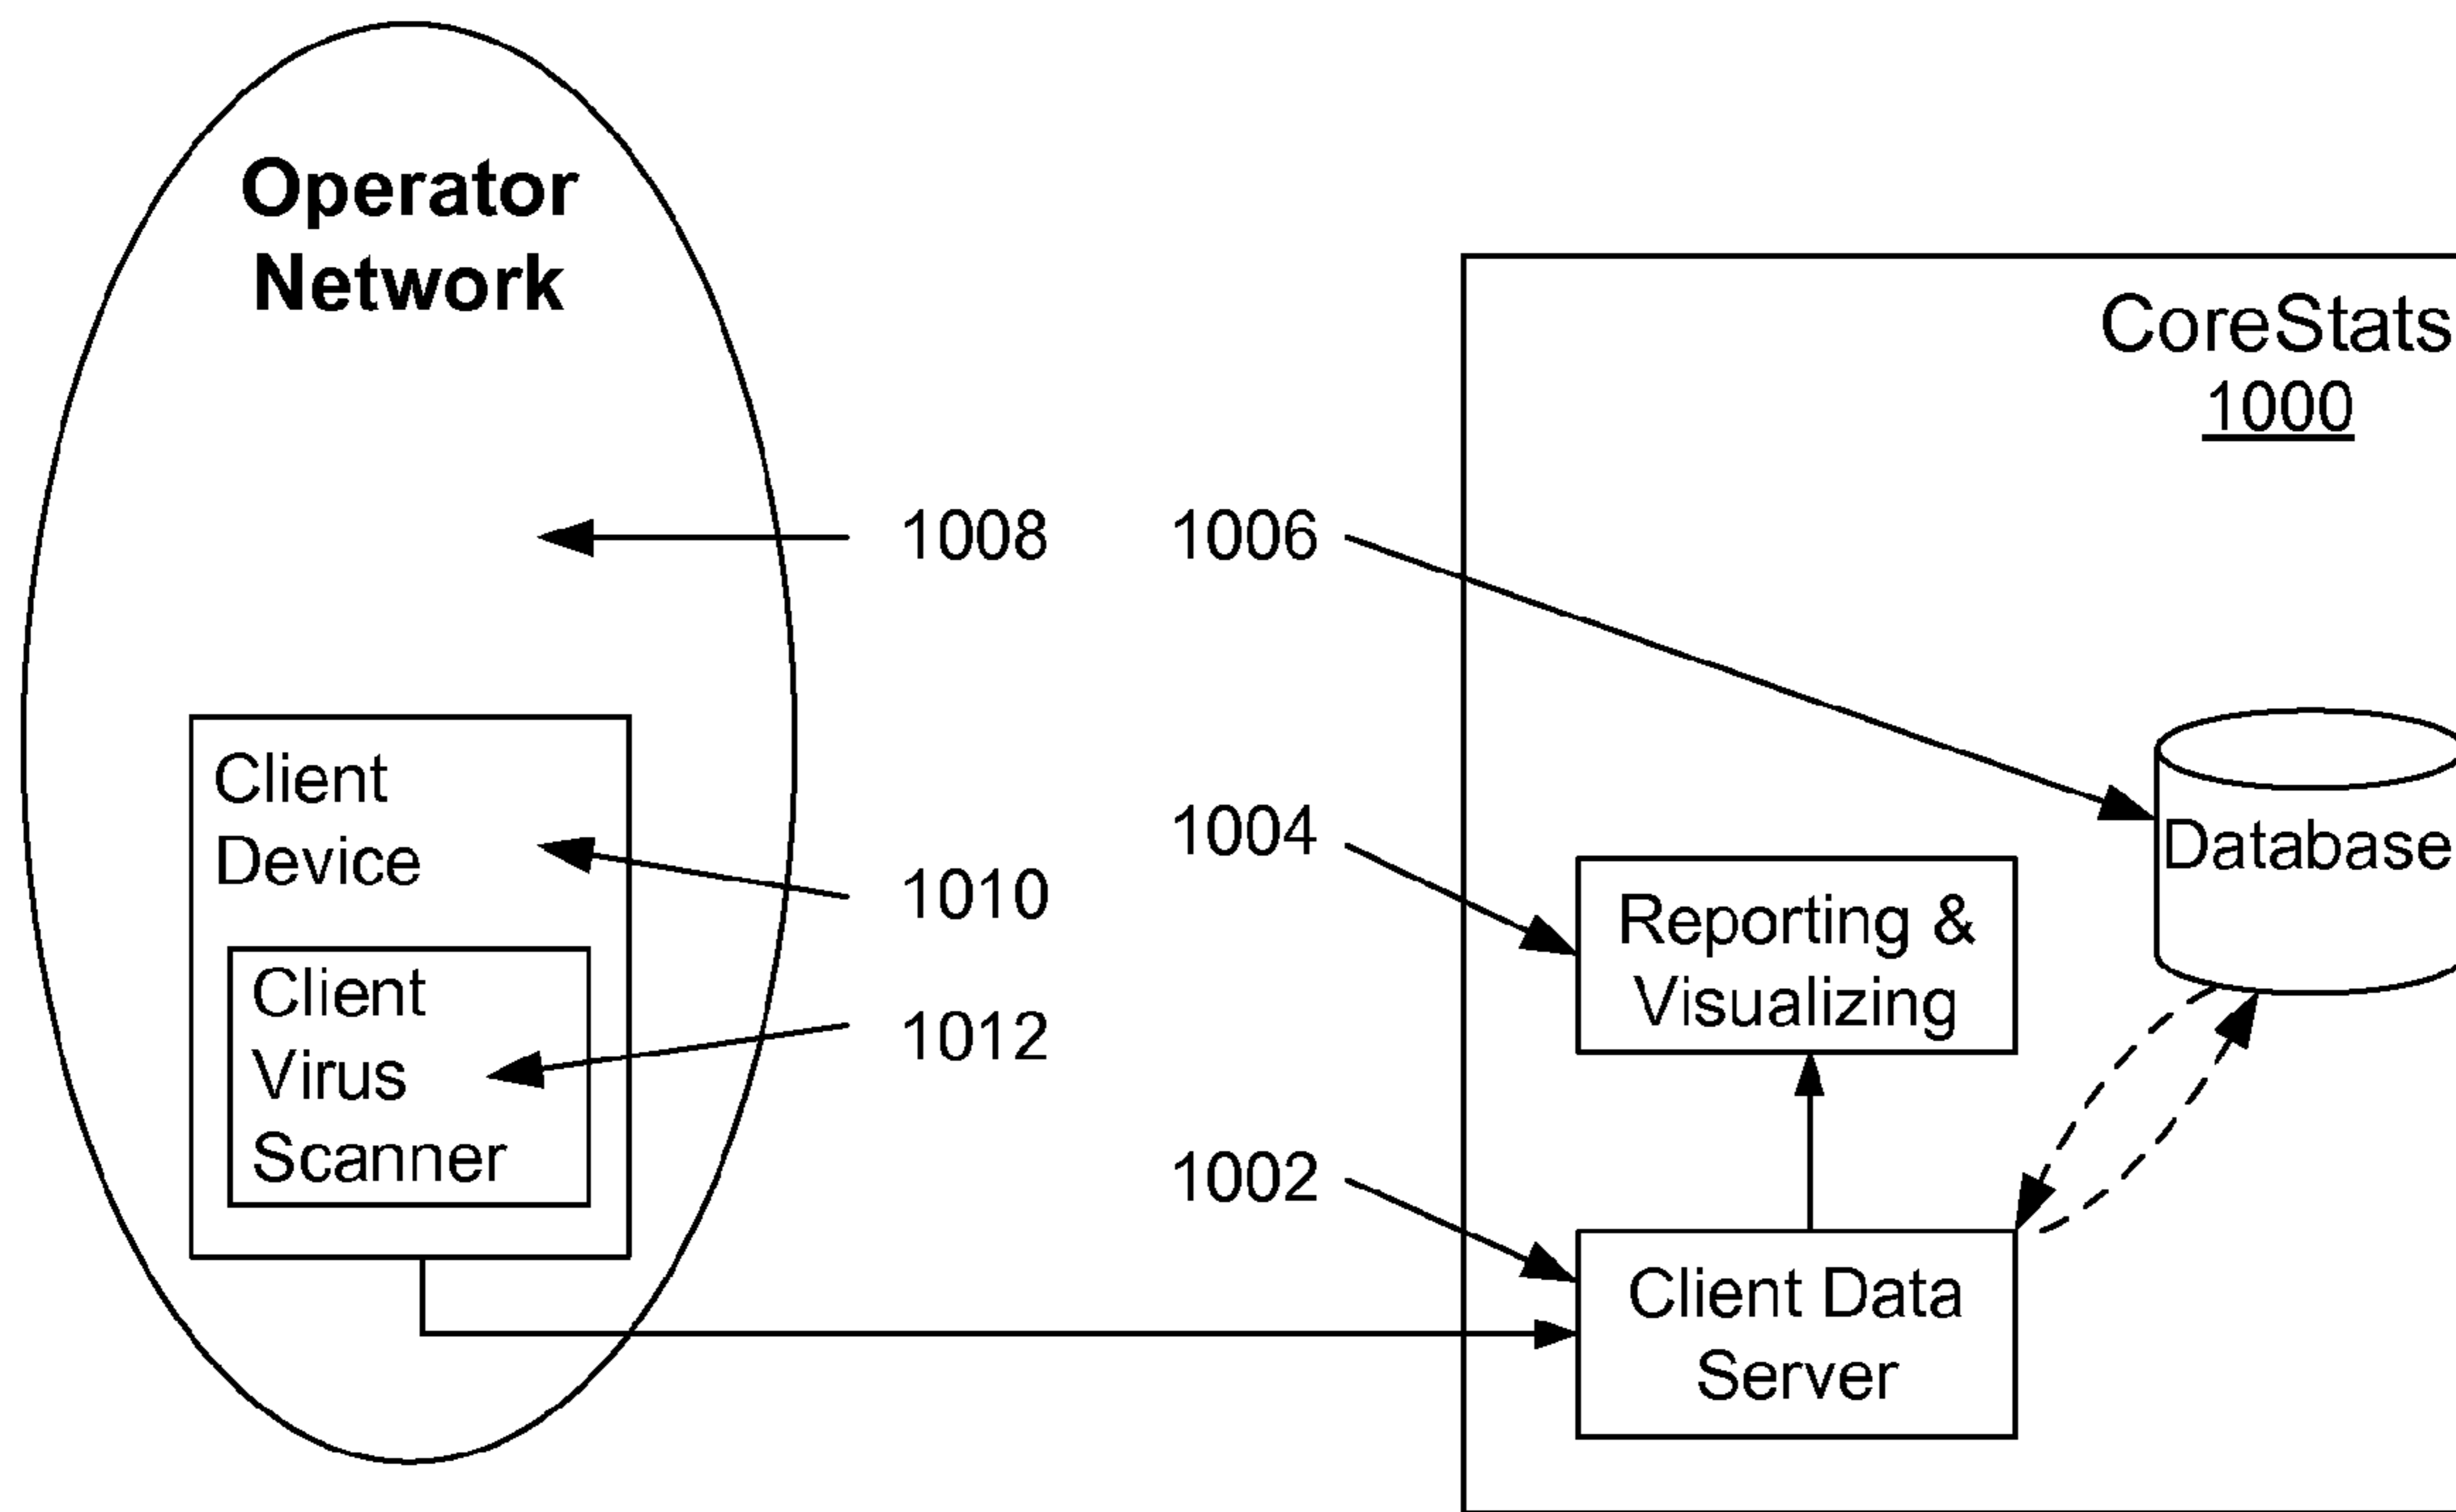 Operator
Network
CoreStats
1000
1008
1006
Client
Device
1004
Database
1010
Reporting &
Visualizing
Client
Virus
Scanner
1012
1002
Client Data
Server